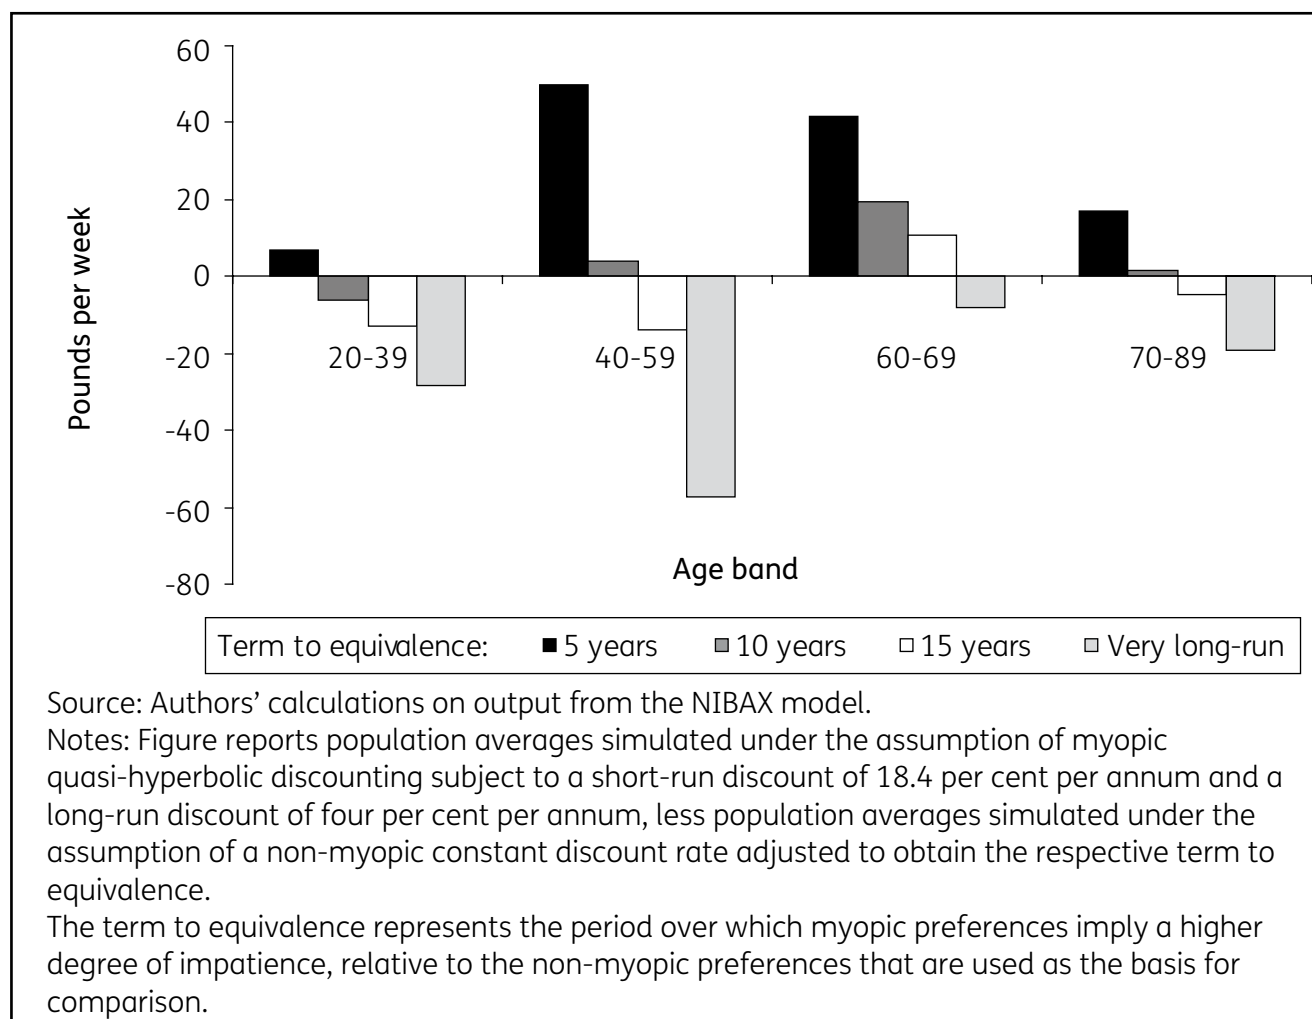 60
40
20
0
-20
-40
-60
-80
Pounds per week
20-39 40-59 60-69 70-89
Age band
Term to equivalence: 5 years 10 years 15 years Very long-run
Source: Authors’ calculations on output from the NIBAX model.
Notes: Figure reports population averages simulated under the assumption of myopic
quasi-hyperbolic discounting subject to a short-run discount of 18.4 per cent per annum and a
long-run discount of four per cent per annum, less population averages simulated under the
assumption of a non-myopic constant discount rate adjusted to obtain the respective term to
equivalence.
The term to equivalence represents the period over which myopic preferences imply a higher
degree of impatience, relative to the non-myopic preferences that are used as the basis for
comparison.